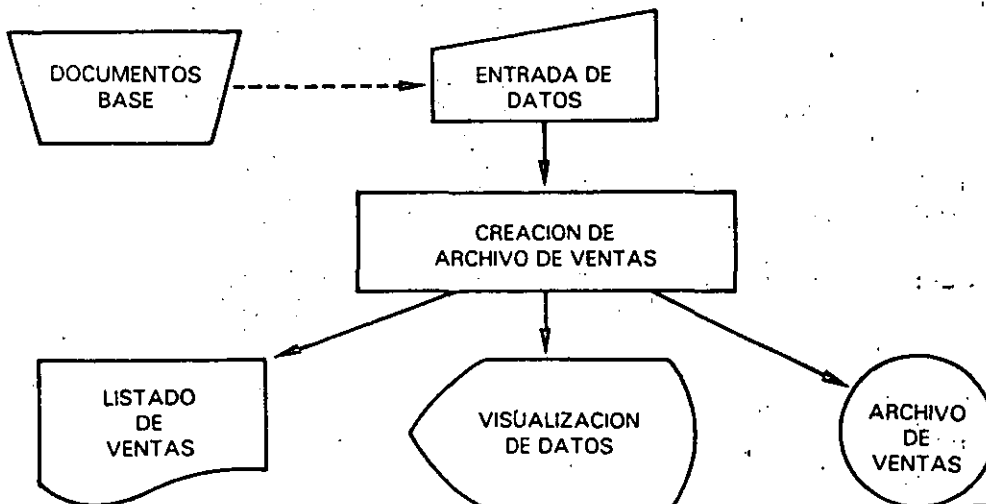 DOCUMENTOS
BASE
ENTRADA DE
DATOS
CREACION DE
ARCHIVO DE VENTAS
LISTADO
DE
VENTAS
VISUALIZACION
DE DATOS
ARCHIVO
DE
VENTAS